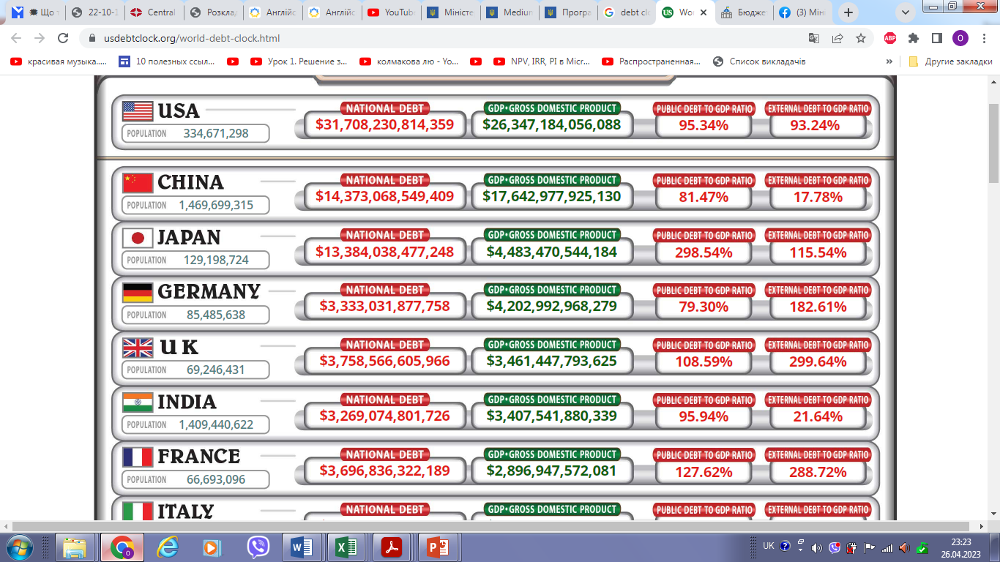 Що т
22-10-1
Central
Розклад
Англійс
Англійс
YouTube
Міністе
Medium
Програ
debt clo
Wo
Бюдже
(3) Міні
usdebtclock.org/world-debt-clock.html
ABP
O
красивая музыка.....
10 полезных ссыл...
Урок 1. Решение з...
колмакова лю - Yo...
NPV, IRR, PI в Micr...
Распространенная...
Список викладачів
»
Другие закладки
USA
POPULATION 334,671,298
NATIONAL DEBT
$31,708,230,814,359
GDP•GROSS DOMESTIC PRODUCT
$26,347,184,056,088
PUBLIC DEBT TO GDP RATIO
95.34%
EXTERNAL DEBT TO GDP RATIO
93.24%
CHINA
POPULATION 1,469,699,315
NATIONAL DEBT
$14,373,068,549,409
GDP•GROSS DOMESTIC PRODUCT
$17,642,977,925,130
PUBLIC DEBT TO GDP RATIO
81.47%
EXTERNAL DEBT TO GDP RATIO
17.78%
JAPAN
POPULATION 129,198,724
NATIONAL DEBT
$13,384,038,477,248
GDP•GROSS DOMESTIC PRODUCT
$4,483,470,544,184
PUBLIC DEBT TO GDP RATIO
298.54%
EXTERNAL DEBT TO GDP RATIO
115.54%
GERMANY
POPULATION 85,485,638
NATIONAL DEBT
$3,333,031,877,758
GDP•GROSS DOMESTIC PRODUCT
$4,202,992,968,279
PUBLIC DEBT TO GDP RATIO
79.30%
EXTERNAL DEBT TO GDP RATIO
182.61%
U K
POPULATION 69,246,431
NATIONAL DEBT
$3,758,566,605,966
GDP•GROSS DOMESTIC PRODUCT
$3,461,447,793,625
PUBLIC DEBT TO GDP RATIO
108.59%
EXTERNAL DEBT TO GDP RATIO
299.64%
INDIA
POPULATION 1,409,440,622
NATIONAL DEBT
$3,269,074,801,726
GDP•GROSS DOMESTIC PRODUCT
$3,407,541,880,339
PUBLIC DEBT TO GDP RATIO
95.94%
EXTERNAL DEBT TO GDP RATIO
21.64%
FRANCE
POPULATION 66,693,096
NATIONAL DEBT
$3,696,836,322,189
GDP•GROSS DOMESTIC PRODUCT
$2,896,947,572,081
PUBLIC DEBT TO GDP RATIO
127.62%
EXTERNAL DEBT TO GDP RATIO
288.72%
ITALY
NATIONAL DEBT
GDP•GROSS DOMESTIC PRODUCT
PUBLIC DEBT TO GDP RATIO
EXTERNAL DEBT TO GDP RATIO
UK
23:23
26.04.2023